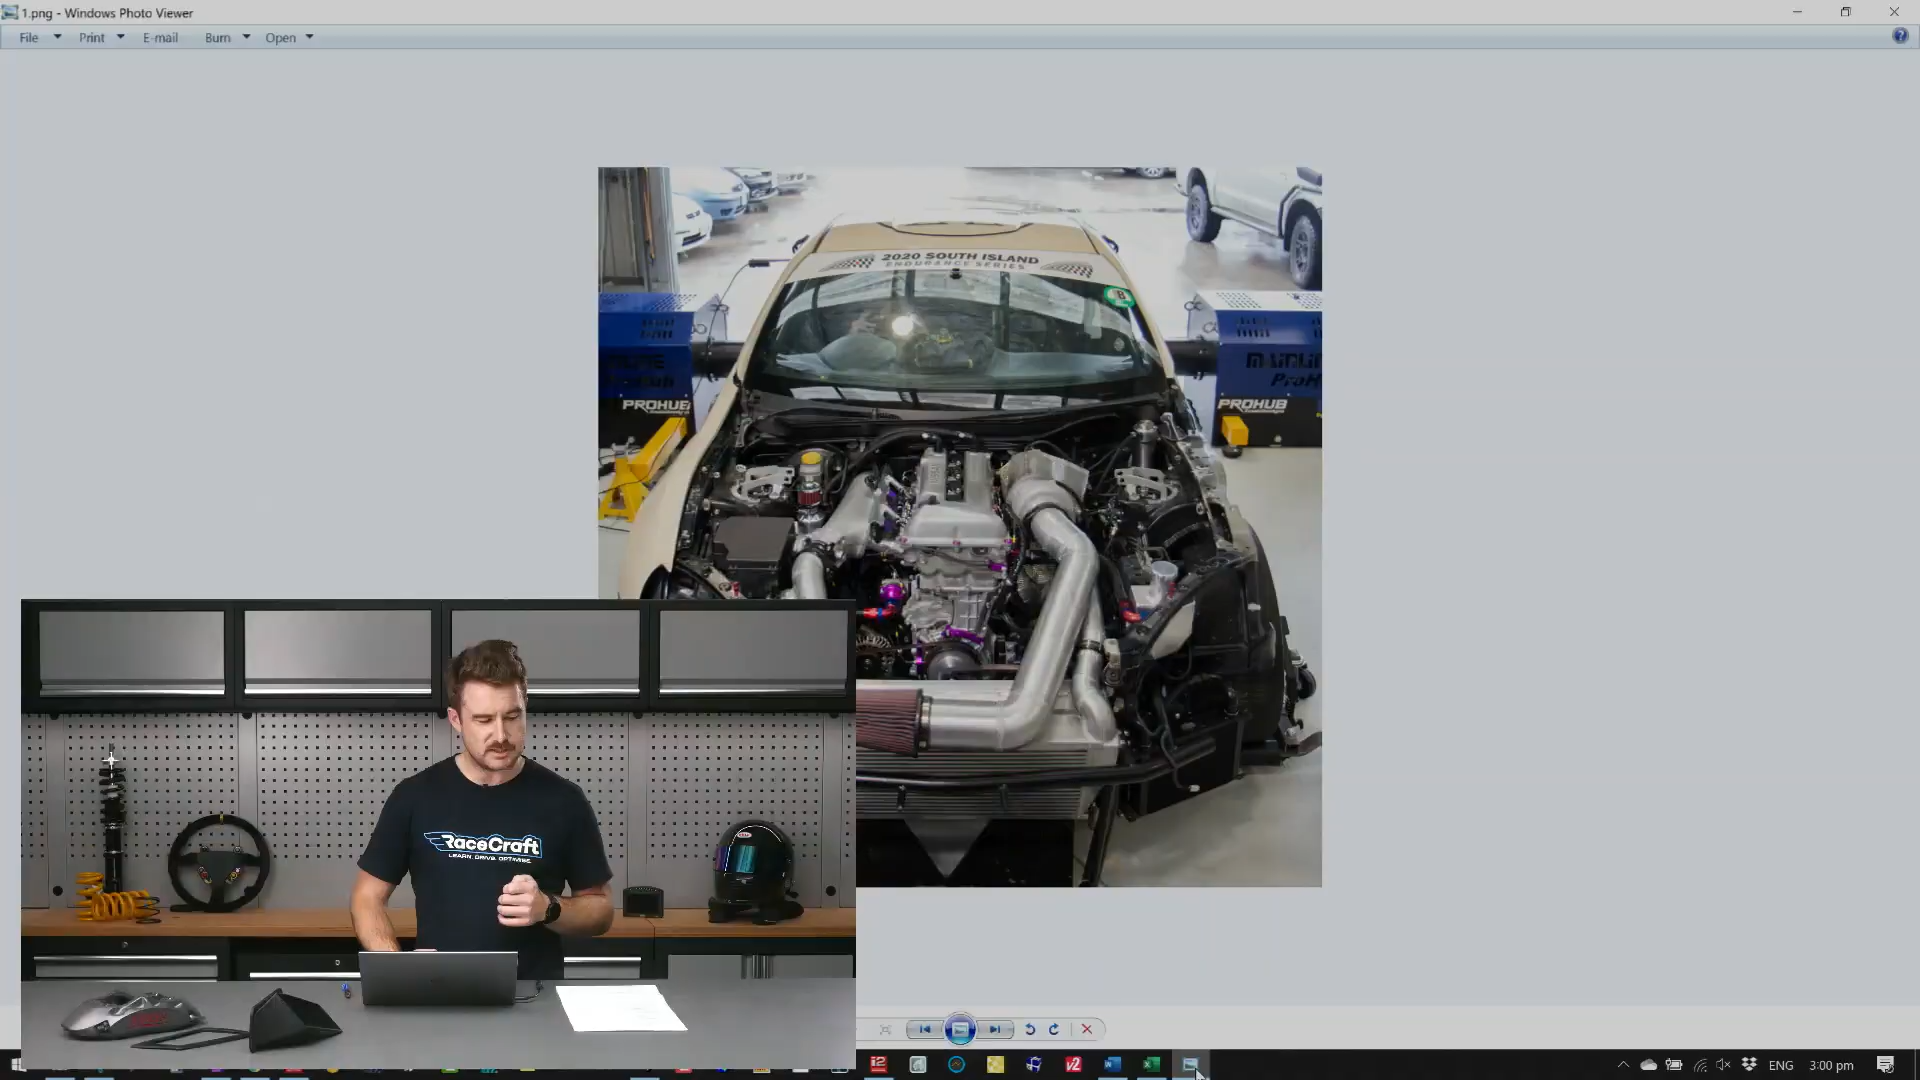 1.png - Windows Photo Viewer
File Print E-mail Burn Open
2020 SOUTH ISLAND
ENDURANCE SERIES
PROHUB
PROHUB
RaceCraft
LEARN. DRIVE. OPTIMISE.
ENG 3:00 pm